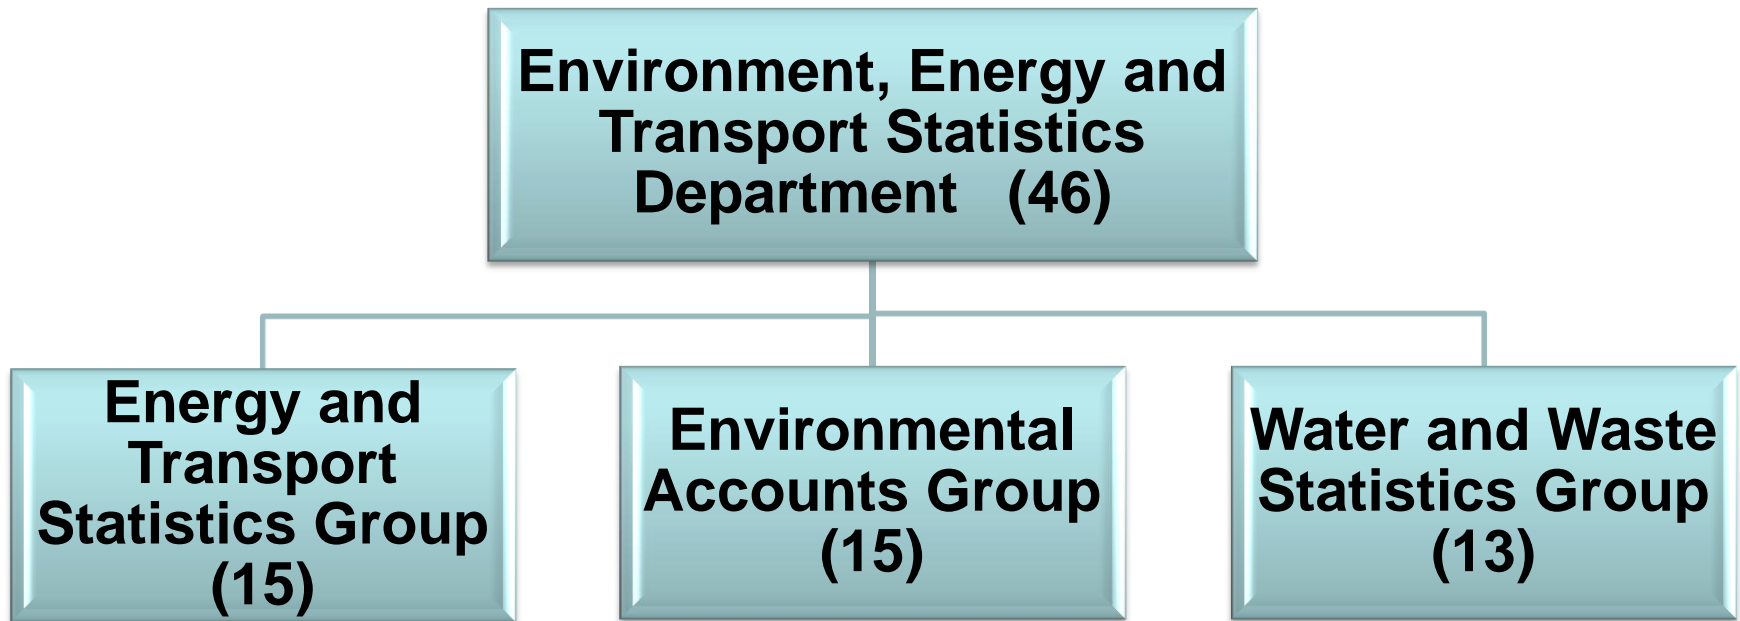 Environment, Energy and
Transport Statistics
Department (46)
Energy and
Transport
Statistics Group
(15)
Environmental
Accounts Group
(15)
Water and Waste
Statistics Group
(13)